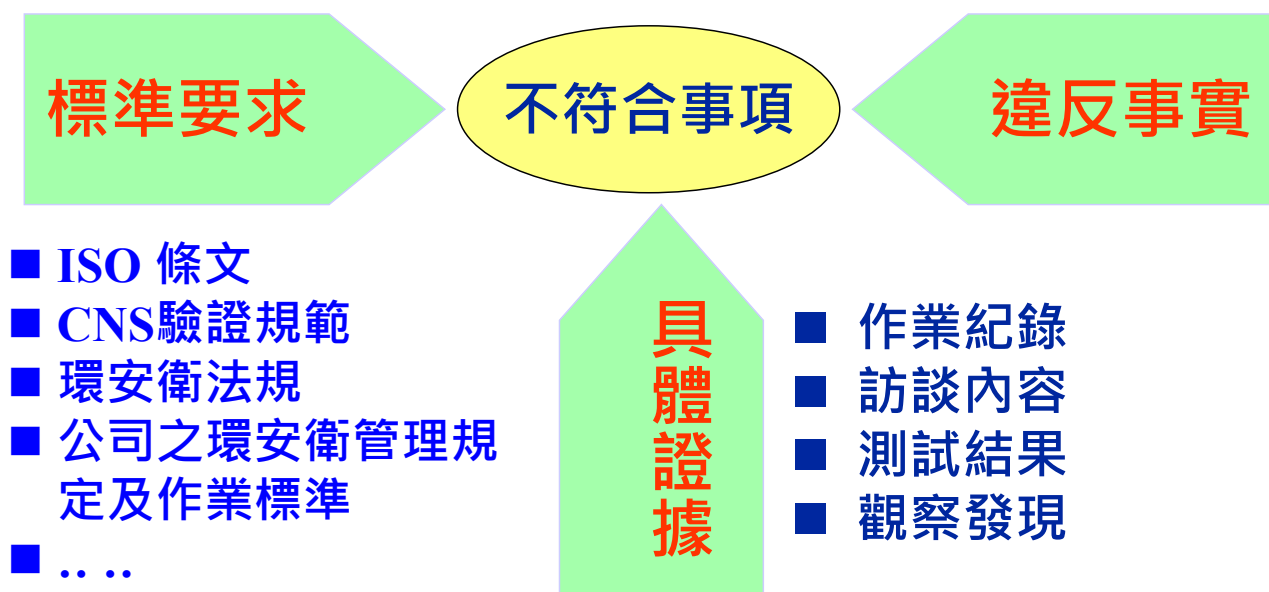 標準要求
不符合事項
違反事實
■ ISO 條文
■ CNS驗證規範
■ 環安衛法規
■ 公司之環安衛管理規
定及作業標準
■ .. ..
具體證據
■ 作業紀錄
■ 訪談內容
■ 測試結果
■ 觀察發現